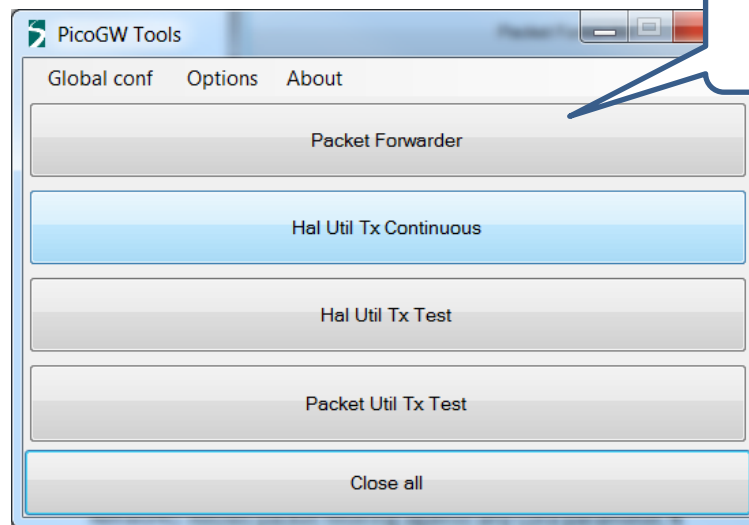 PicoGW Tools
Global conf Options About
Packet Forwarder
Hal Util Tx Continuous
Hal Util Tx Test
Packet Util Tx Test
Close all